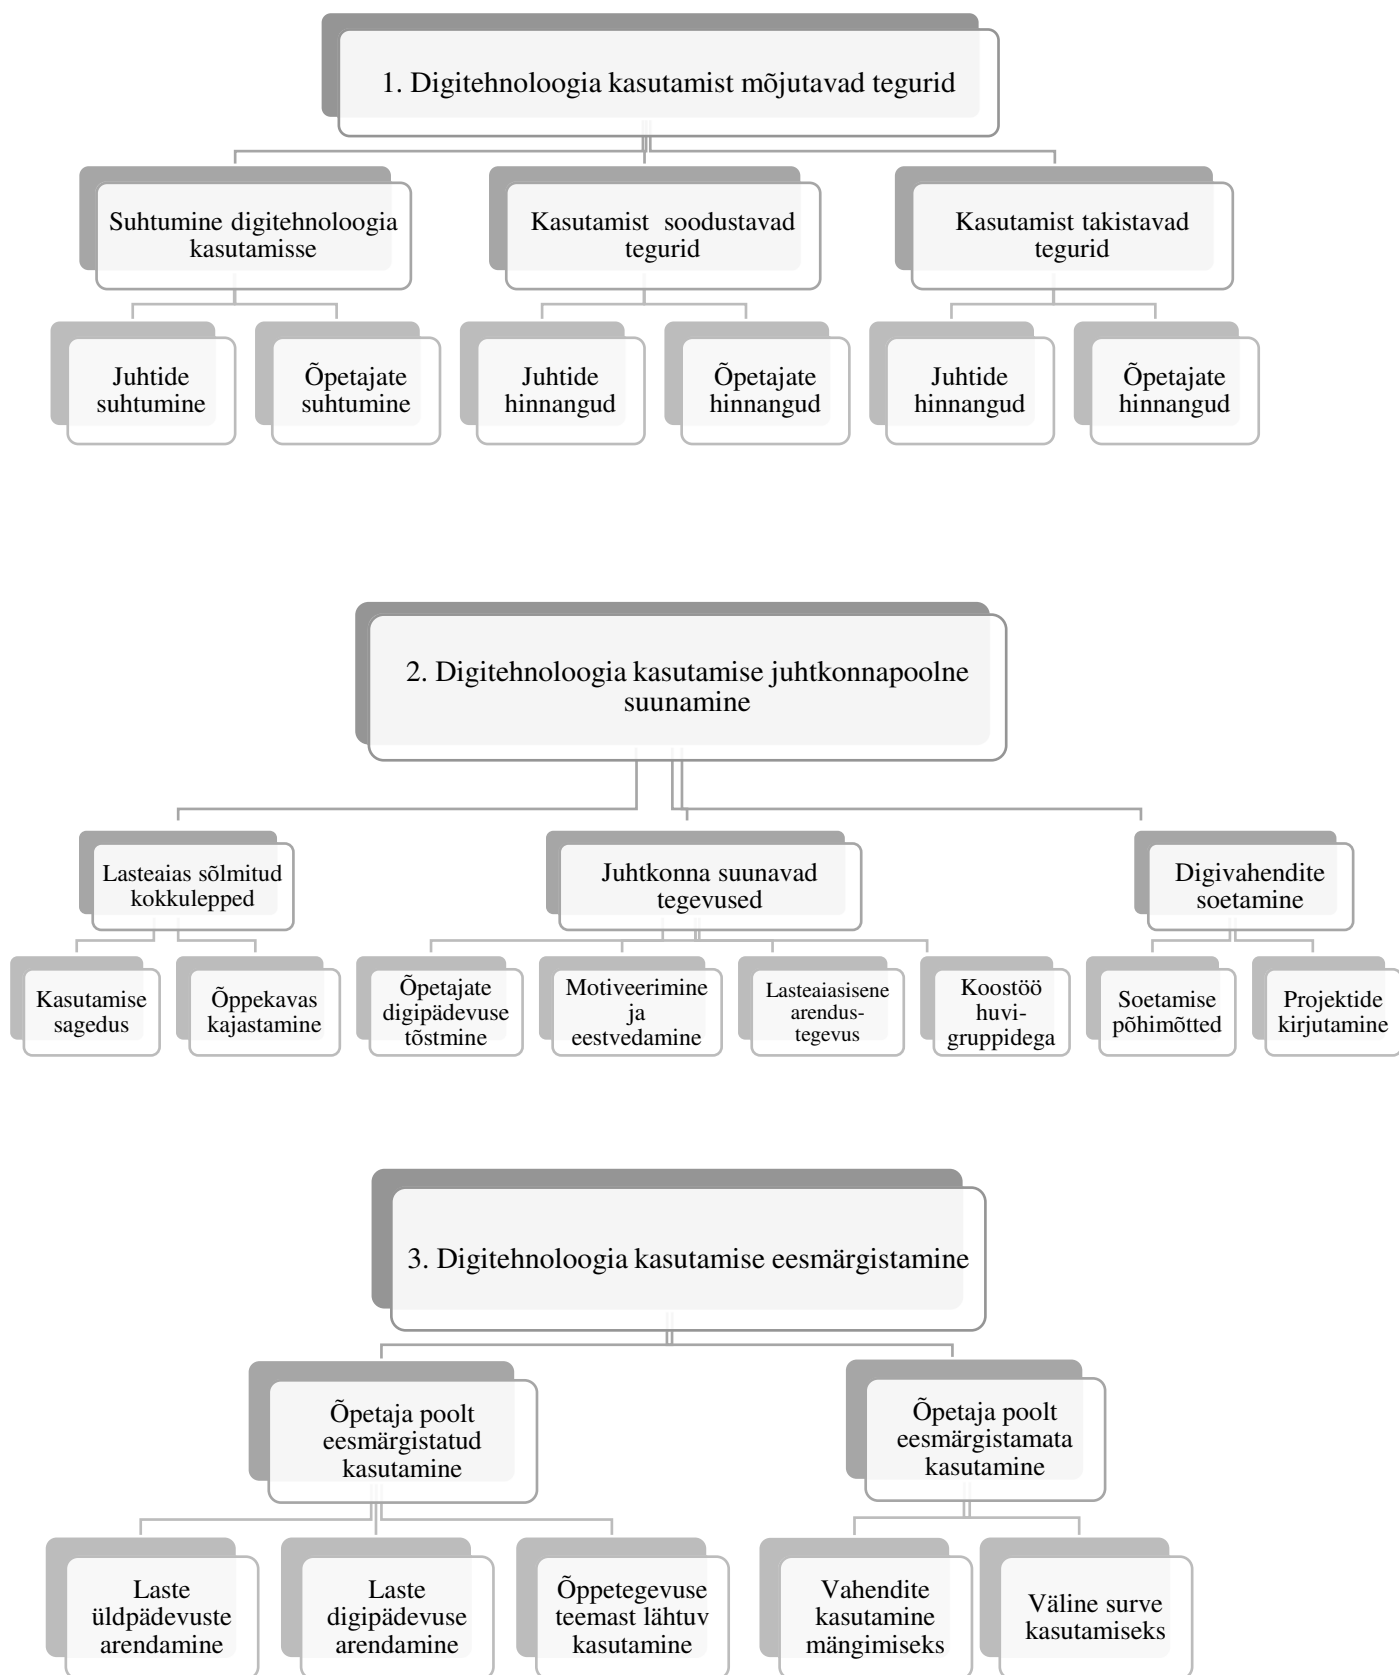 1. Digitehnoloogia kasutamist mõjutavad tegurid
Suhtumine digitehnoloogia
kasutamisse
Kasutamist soodustavad
tegurid
Kasutamist takistavad
tegurid
Juhtide
suhtumine
Õpetajate
suhtumine
Juhtide
hinnangud
Õpetajate
hinnangud
Juhtide
hinnangud
Õpetajate
hinnangud
2. Digitehnoloogia kasutamise juhtkonnapoolne
suunamine
Lasteaias sõlmitud
kokkulepped
Juhtkonna suunavad
tegevused
Digivahendite
soetamine
Kasutamise
sagedus
Õppekavas
kajastamine
Õpetajate
digipädevuse
tõstmine
Motiveerimine
ja
eestvedamine
Lasteaiasisene
arendus-
tegevus
Koostöö
huvi-
gruppidega
Soetamise
põhimõtted
Projektide
kirjutamine
3. Digitehnoloogia kasutamise eesmärgistamine
Õpetaja poolt
eesmärgistatud
kasutamine
Õpetaja poolt
eesmärgistamata
kasutamine
Laste
üldpädevuste
arendamine
Laste
digipädevuse
arendamine
Õppetegevuse
teemast lähtuv
kasutamine
Vahendite
kasutamine
mängimiseks
Väline surve
kasutamiseks